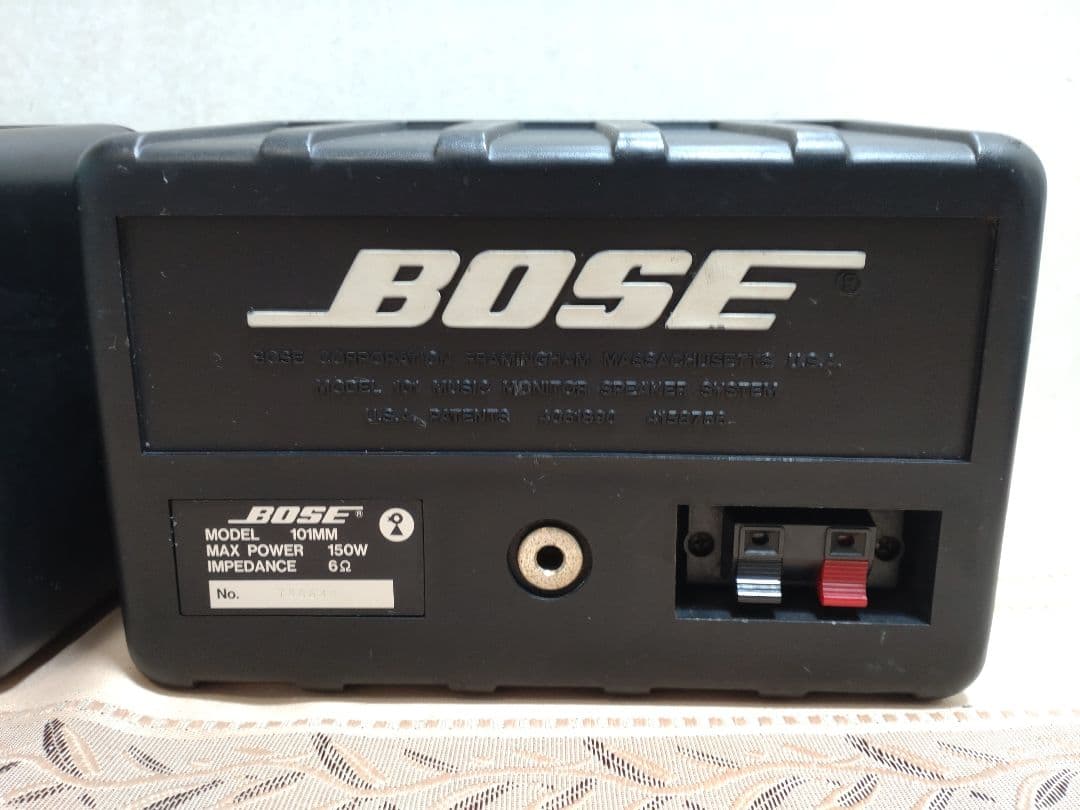 BOSE ®
BOSE CORPORATION FRAMINGHAM MASSACHUSETTS U.S.A.
MODEL 101 MUSIC MONITOR SPEAKER SYSTEM
U.S.A. PATENTS
BOSE ®
MODEL 101MM
MAX POWER 150W
IMPEDANCE 6Ω
No.